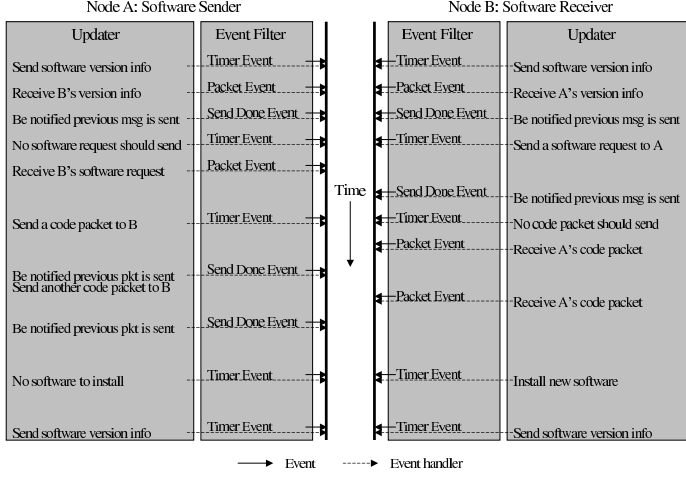 Node A: Software Sender
Node B: Software Receiver
Updater
Event Filter
Event Filter
Updater
Timer Event
Timer Event
Send software version info
Send software version info
Packet Event
Packet Event
Receive B's version info
Receive A's version info
Send Done Event
Send Done Event
Be notified previous msg is sent
Be notified previous msg is sent
Timer Event
Timer Event
No software request should send
Send a software request to A
Packet Event
Receive B's software request
Time
Send Done Event
Be notified previous msg is sent
Timer Event
Timer Event
Send a code packet to B
No code packet should send
Packet Event
Receive A's code packet
Send Done Event
Be notified previous pkt is sent
Send another code packet to B
Packet Event
Receive A's code packet
Send Done Event
Be notified previous pkt is sent
Timer Event
Timer Event
No software to install
Install new software
Timer Event
Timer Event
Send software version info
Send software version info
Event
Event handler